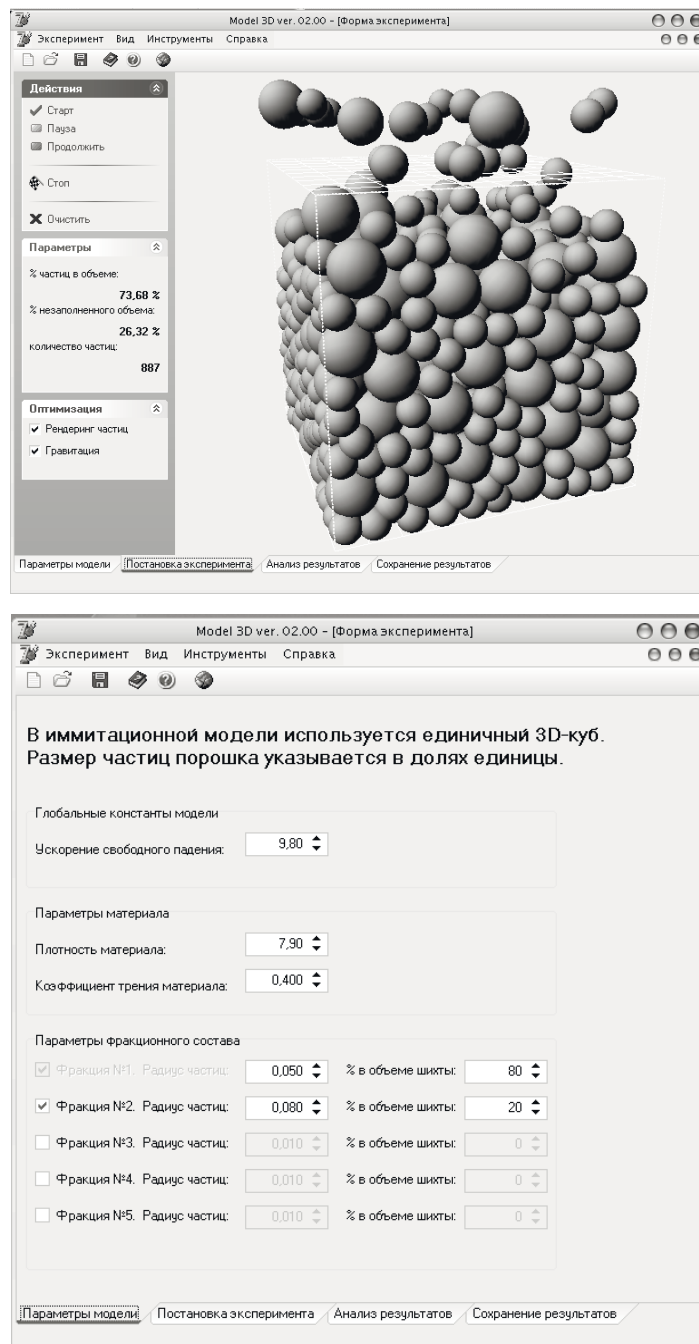 Model 3D ver. 02.00 - [Форма эксперимента]
Эксперимент Вид Инструменты Справка
Действия
Старт
Пауза
Продолжить
Стоп
Очистить
Параметры
% частиц в объеме:
73,68 %
% незаполненного объема:
26,32 %
количество частиц:
887
Оптимизация
Рендеринг частиц
Гравитация
Параметры модели Постановка эксперимента Анализ результатов Сохранение результатов
Model 3D ver. 02.00 - [Форма эксперимента]
Эксперимент Вид Инструменты Справка
В иммитационной модели используется единичный 3D-куб.
Размер частиц порошка указывается в долях единицы.
Глобальные константы модели
Ускорение свободного падения: 9,80
Параметры материала
Плотность материала: 7,90
Коэффициент трения материала: 0,400
Параметры фракционного состава
Фракция №1. Радиус частиц: 0,050 % в объеме шихты: 80
Фракция №2. Радиус частиц: 0,080 % в объеме шихты: 20
Фракция №3. Радиус частиц: 0,010 % в объеме шихты: 0
Фракция №4. Радиус частиц: 0,010 % в объеме шихты: 0
Фракция №5. Радиус частиц: 0,010 % в объеме шихты: 0
Параметры модели Постановка эксперимента Анализ результатов Сохранение результатов